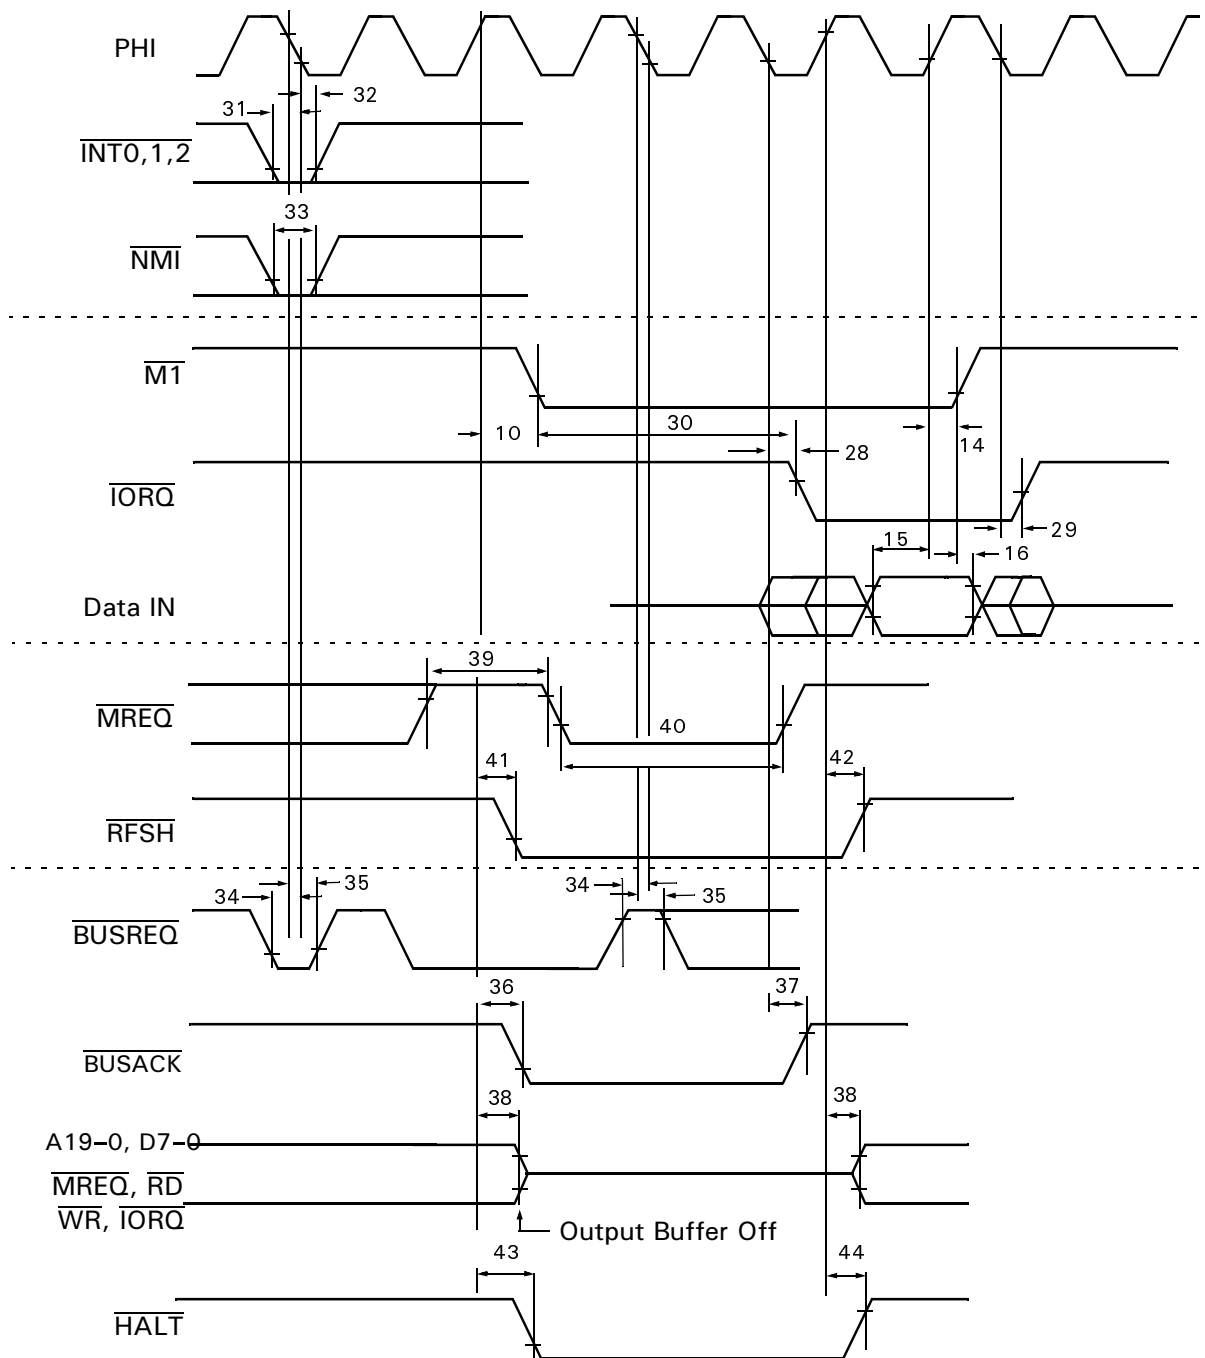 PHI
32
31
INT0,1,2
33
NMI
M1
10
30
28
14
IORQ
29
15
16
Data IN
39
MREQ
40
41
42
RFSH
34
35
34
35
BUSREQ
36
37
BUSACK
38
38
A19–0, D7–0
MREQ, RD
WR, IORQ
Output Buffer Off
43
44
HALT